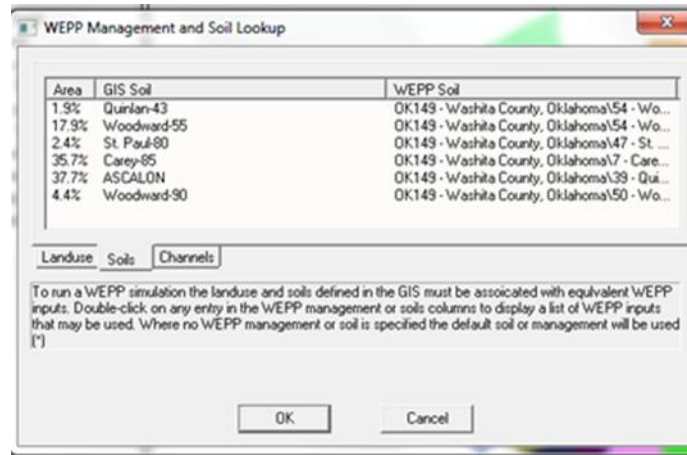 WEPP Management and Soil Lookup
Area GIS Soil WEPP Soil
1.9% Quinlan-43 OK149 - Washita County, Oklahoma\54 - Wo...
17.9% Woodward-55 OK149 - Washita County, Oklahoma\54 - Wo...
2.4% St. Paul-80 OK149 - Washita County, Oklahoma\47 - St. ...
35.7% Carey-85 OK149 - Washita County, Oklahoma\7 - Care...
37.7% ASCALON OK149 - Washita County, Oklahoma\39 - Qui...
4.4% Woodward-90 OK149 - Washita County, Oklahoma\50 - Wo...
Landuse Soils Channels
To run a WEPP simulation the landuse and soils defined in the GIS must be assoicated with equlvalent WEPP
inputs. Double-click on any entry in the WEPP management or soils columns to display a list of WEPP inputs
that may be used. Where no WEPP management or soil is specified the default soil or management will be used
(*)
OK Cancel